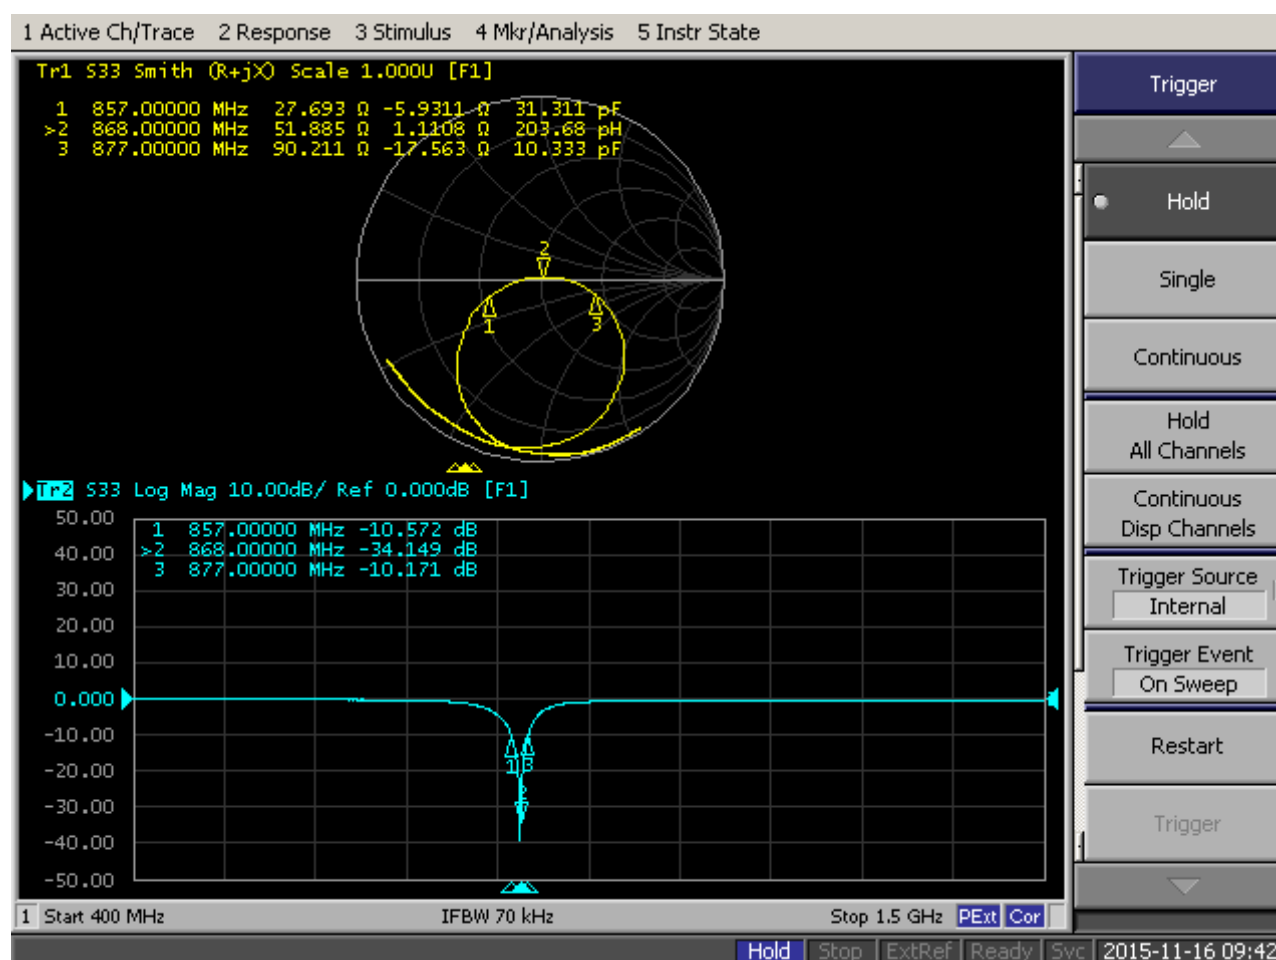 1 Active Ch/Trace 2 Response 3 Stimulus 4 Mkr/Analysis 5 Instr State
Tr1 S33 Smith (R+jX) Scale 1.000U [F1]
1 857.00000 MHz 27.693 Ω -5.9311 Ω 31.311 pF
>2 868.00000 MHz 51.885 Ω 1.1108 Ω 203.68 pH
3 877.00000 MHz 90.211 Ω -17.563 Ω 10.333 pF
2
1
3
Tr2 S33 Log Mag 10.00dB/ Ref 0.000dB [F1]
50.00
40.00
30.00
20.00
10.00
0.000
-10.00
-20.00
-30.00
-40.00
-50.00
1 857.00000 MHz -10.572 dB
>2 868.00000 MHz -34.149 dB
3 877.00000 MHz -10.171 dB
1
3
2
1 Start 400 MHz IFBW 70 kHz Stop 1.5 GHz PExt Cor
Trigger
Hold
Single
Continuous
Hold
All Channels
Continuous
Disp Channels
Trigger Source
Internal
Trigger Event
On Sweep
Restart
Trigger
Hold Stop ExtRef Ready Svc 2015-11-16 09:42